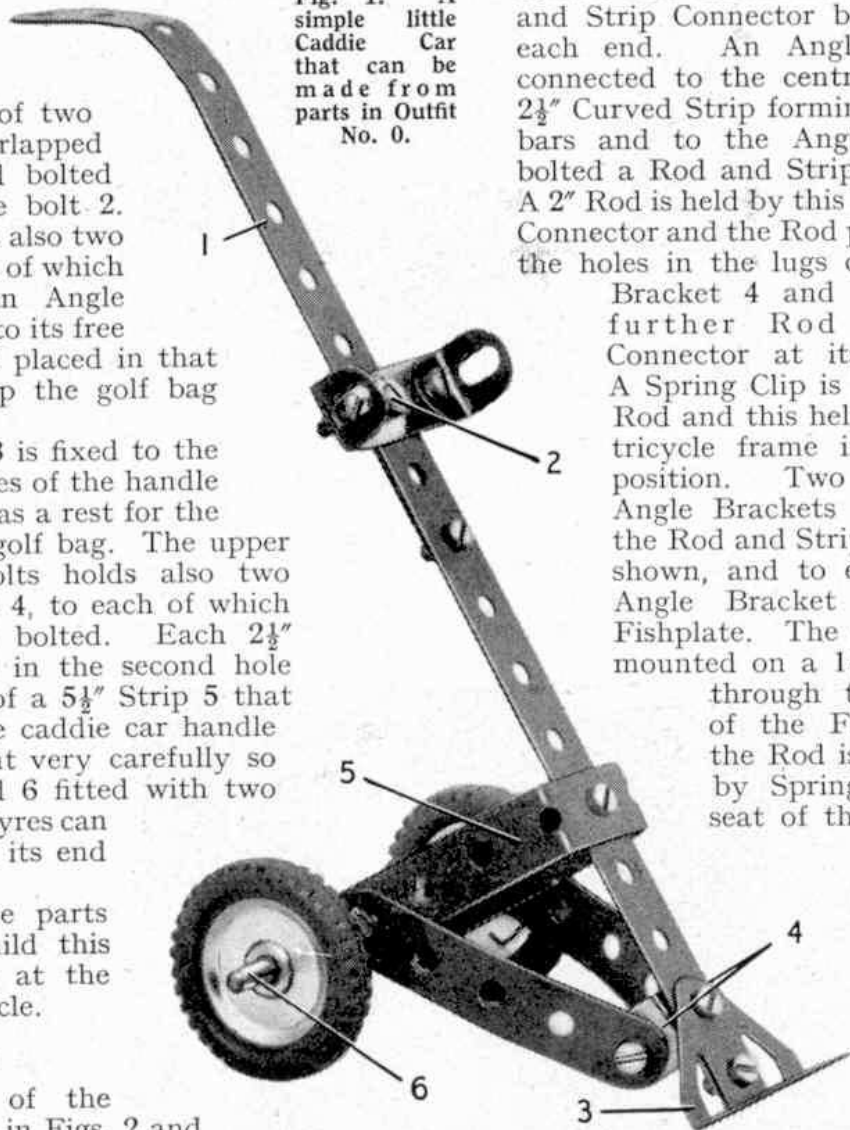 simple little
Caddie Car
that can be
made from
parts in Outfit
No. 0.
of two
rlapped
bolted
bolt 2.
also two
of which
n Angle
to its free
placed in that
p the golf bag
3 is fixed to the
es of the handle
as a rest for the
golf bag. The upper
olts holds also two
4, to each of which
bolted. Each 2½″
in the second hole
of a 5½″ Strip 5 that
e caddie car handle
t very carefully so
6 fitted with two
yres can
its end
e parts
ild this
at the
cle.
of the
in Figs. 2 and
and Strip Connector b
each end. An Angl
connected to the centr
2½″ Curved Strip formin
bars and to the Ang
bolted a Rod and Strip
A 2″ Rod is held by this
Connector and the Rod p
the holes in the lugs o
Bracket 4 and
further Rod
Connector at it
A Spring Clip is
Rod and this hel
tricycle frame i
position. Two
Angle Brackets
the Rod and Stri
shown, and to e
Angle Bracket
Fishplate. The
mounted on a 1
through t
of the F
the Rod is
by Spring
seat of th
1
2
5
4
6
3